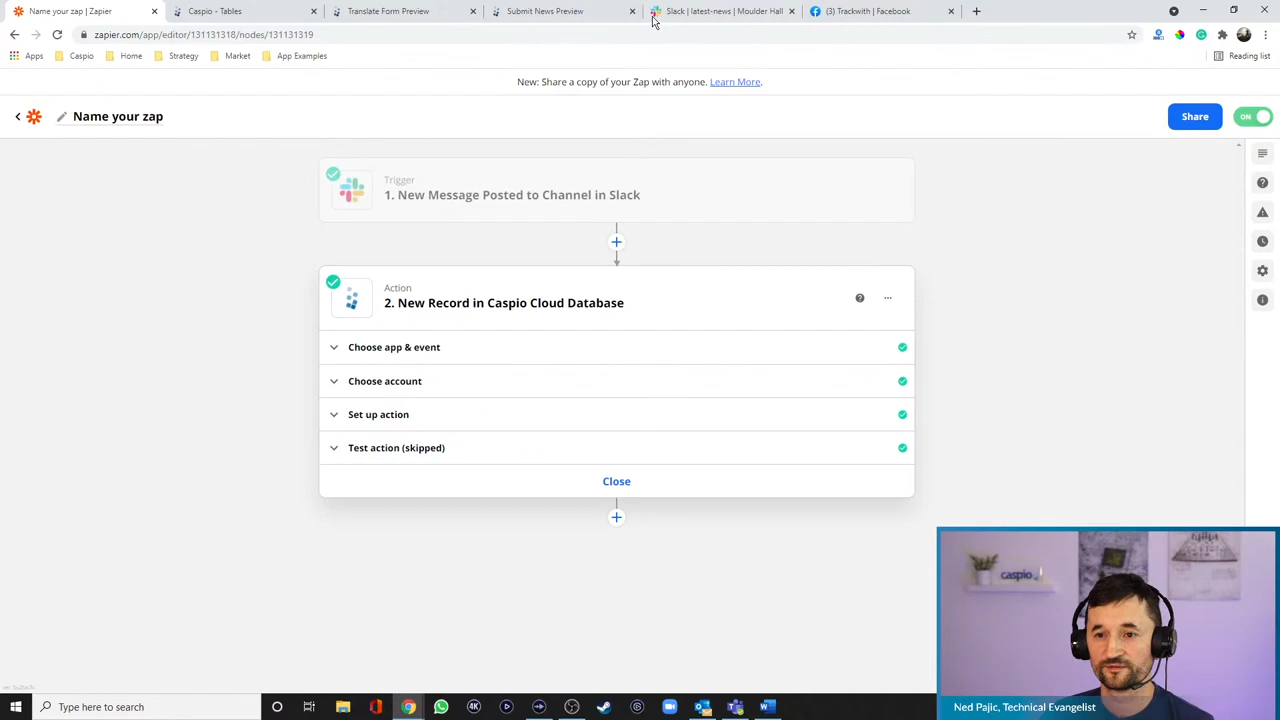 Name your zap | Zapier
Caspio - Tables
Translate Form Preview
Submit News Preview
Slack | latest-news | Moulder Hall
(3) Trackwith | Facebook
zapier.com/app/editor/131131318/nodes/131131319
Apps
Caspio
Home
Strategy
Market
App Examples
Reading list
New: Share a copy of your Zap with anyone. Learn More.
Name your zap
Share
ON
Trigger
1. New Message Posted to Channel in Slack
Action
2. New Record in Caspio Cloud Database
Choose app & event
Choose account
Set up action
Test action (skipped)
Close
caspio
Ned Pajic, Technical Evangelist
Type here to search